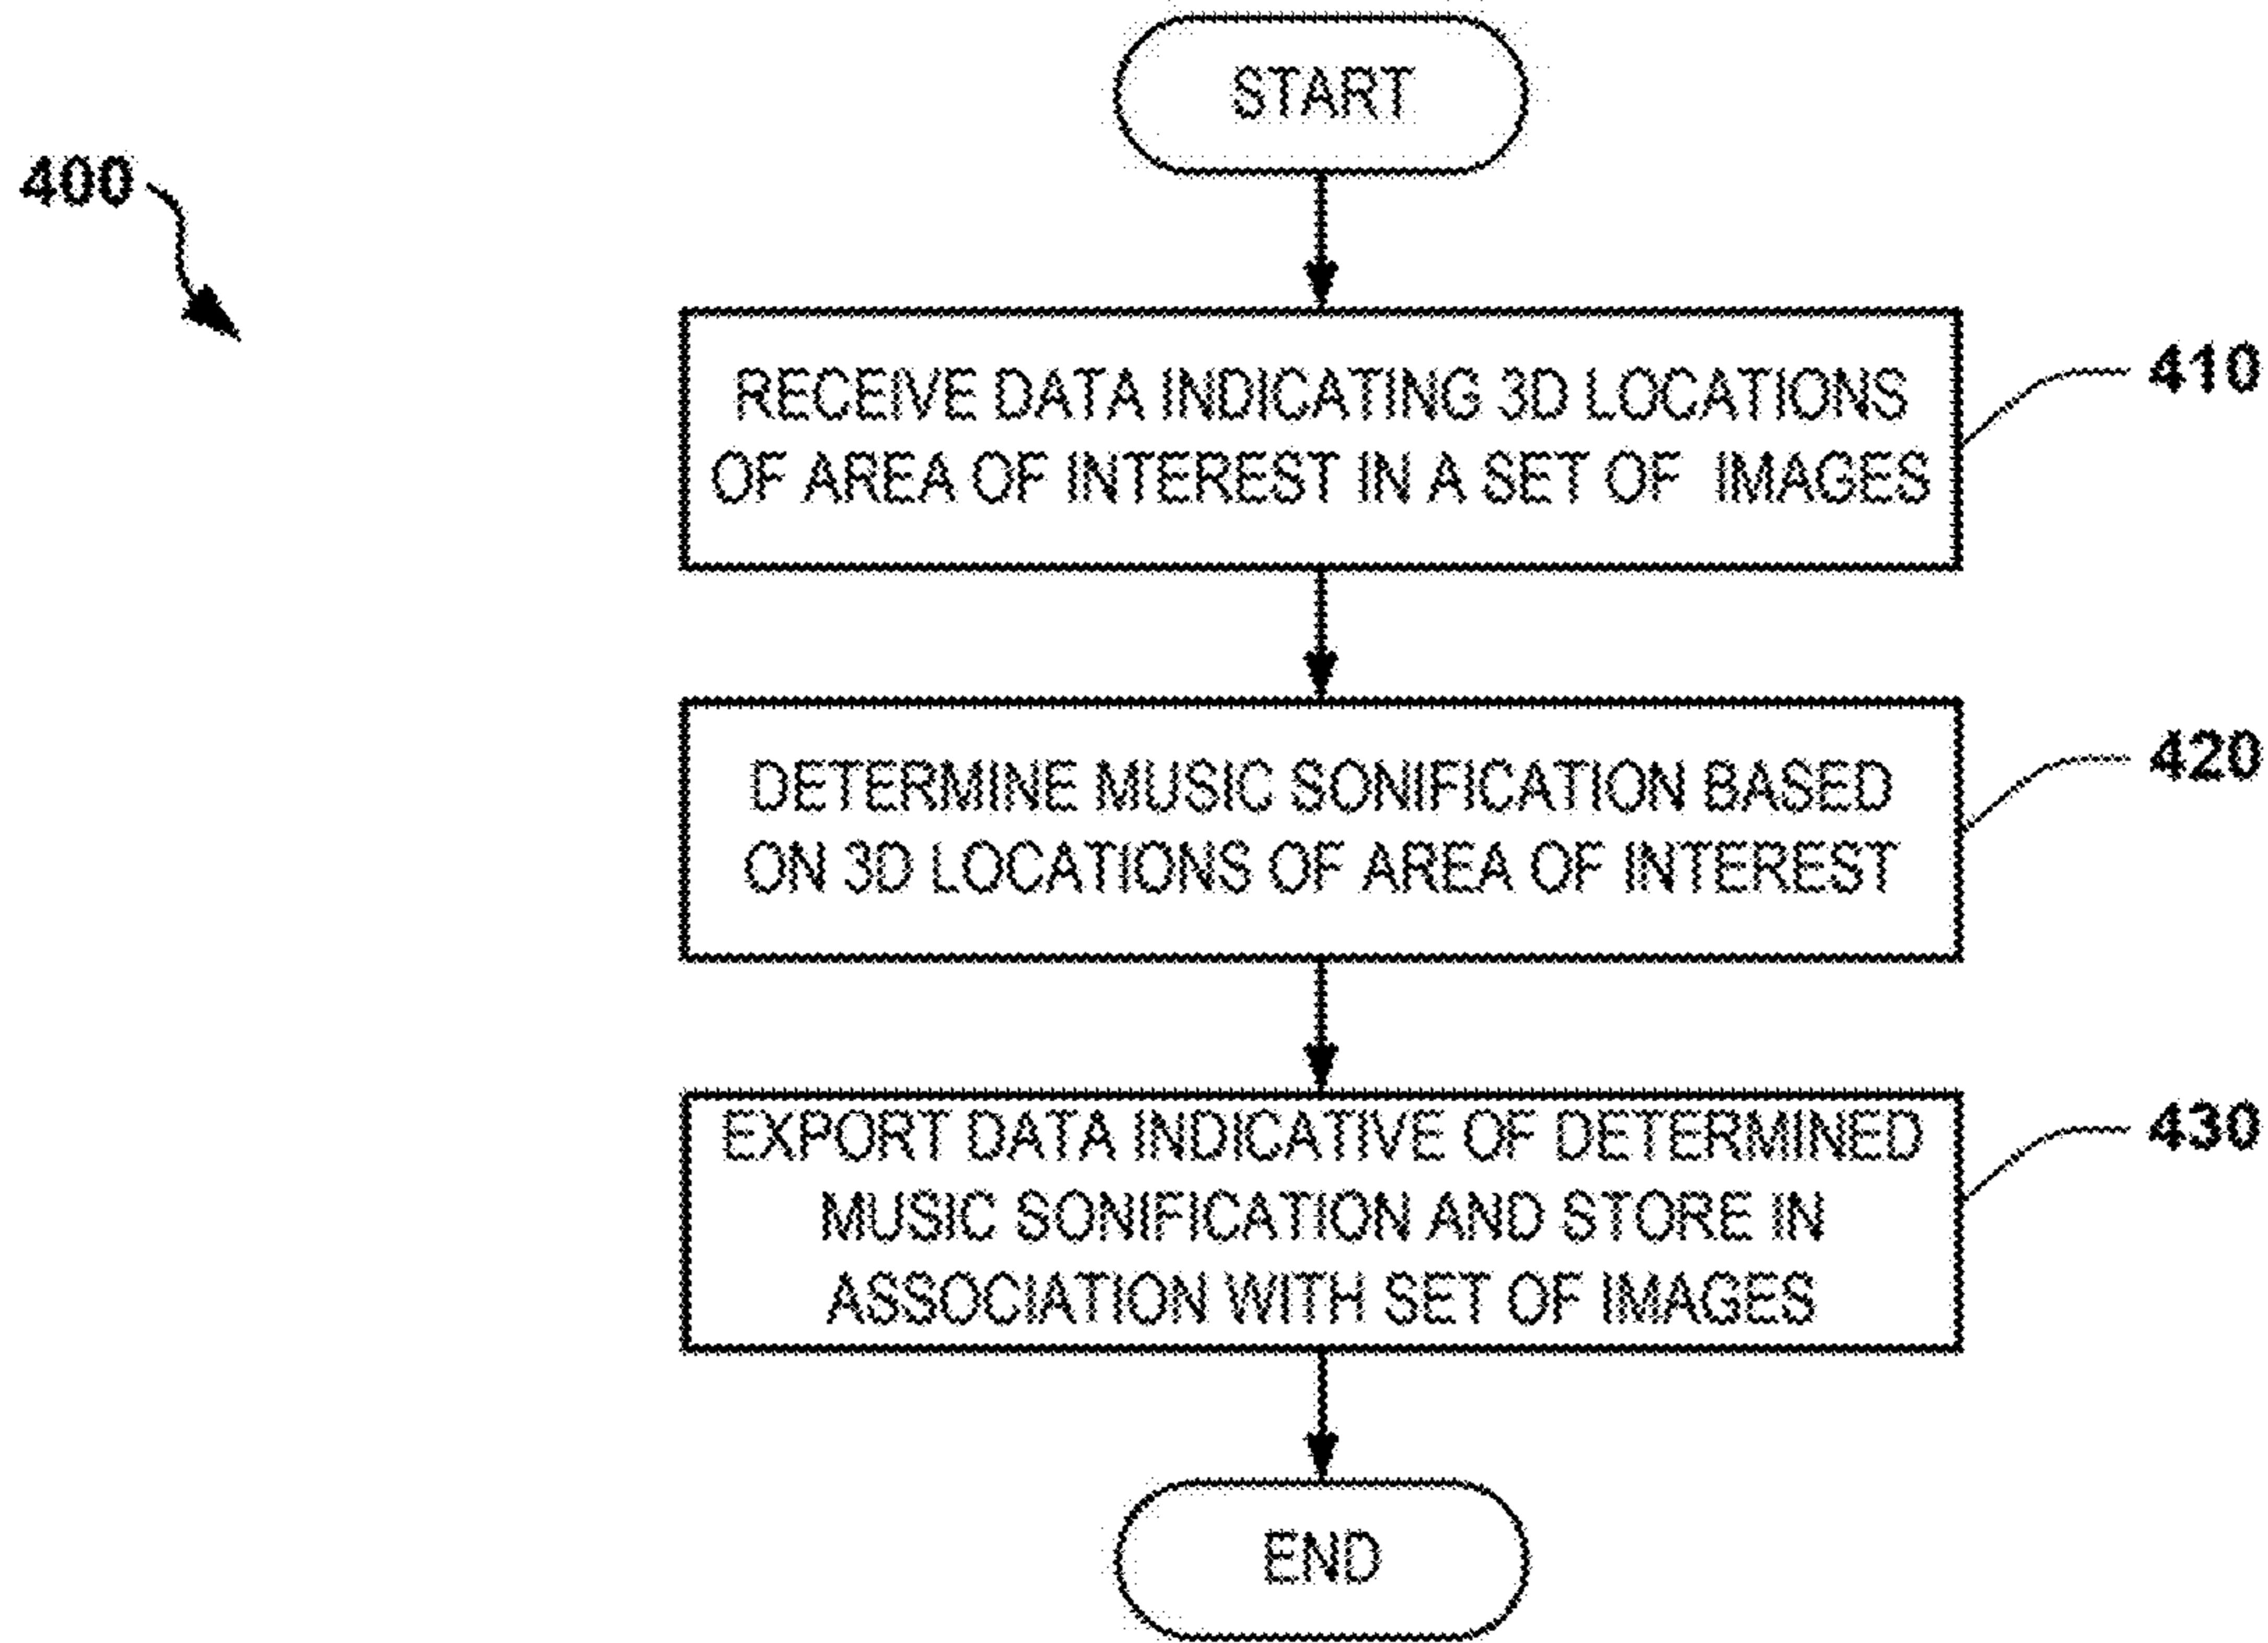 START
400
RECEIVE DATA INDICATING 3D LOCATIONS
OF AREA OF INTEREST IN A SET OF IMAGES
410
DETERMINE MUSIC SONIFICATION BASED
ON 3D LOCATIONS OF AREA OF INTEREST
420
EXPORT DATA INDICATIVE OF DETERMINED
MUSIC SONIFICATION AND STORE IN
ASSOCIATION WITH SET OF IMAGES
430
END